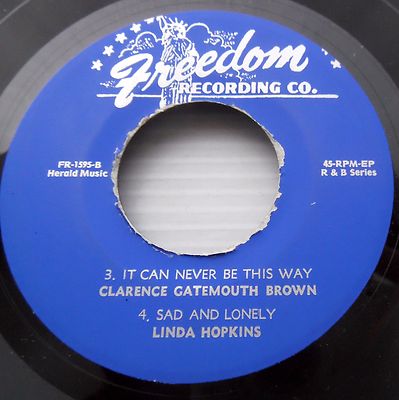 Freedom
RECORDING CO.
FR-1595-B
Herald Music
45-RPM-EP
R & B Series
3. IT CAN NEVER BE THIS WAY
CLARENCE GATEMOUTH BROWN
4. SAD AND LONELY
LINDA HOPKINS